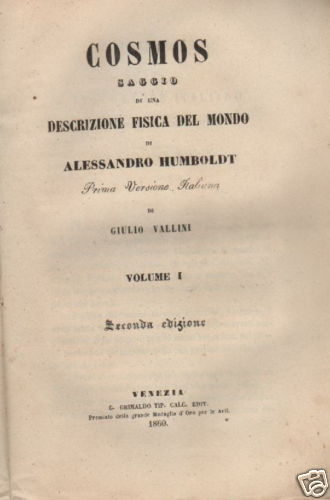 COSMOS
SAGGIO
DI UNA
DESCRIZIONE FISICA DEL MONDO
DI
ALESSANDRO HUMBOLDT
Prima Versione Italiana
DI
GIULIO VALLINI
VOLUME I
Seconda edizione
VENEZIA
G. GRIMALDO TIP. CALC. EDIT.
Premiato della grande Medaglia d'Oro per le Arti.
1860.